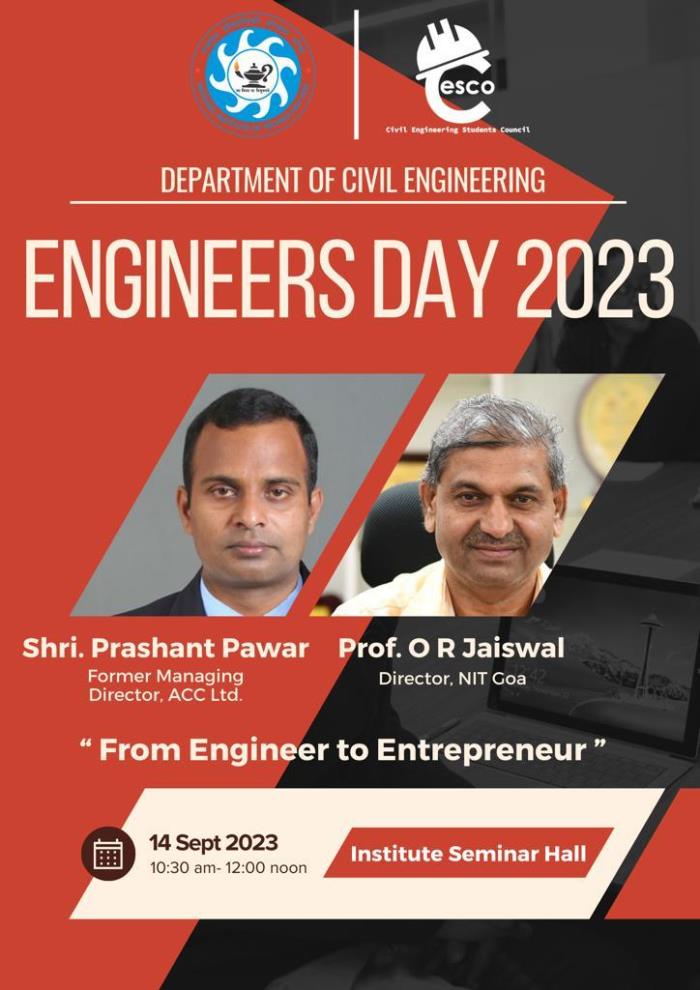 esco
Civil Engineering Students Council
DEPARTMENT OF CIVIL ENGINEERING
ENGINEERS DAY 2023
Shri. Prashant Pawar
Former Managing
Director, ACC Ltd.
Prof. O R Jaiswal
Director, NIT Goa
“ From Engineer to Entrepreneur ”
14 Sept 2023
10:30 am- 12:00 noon
Institute Seminar Hall
12:42